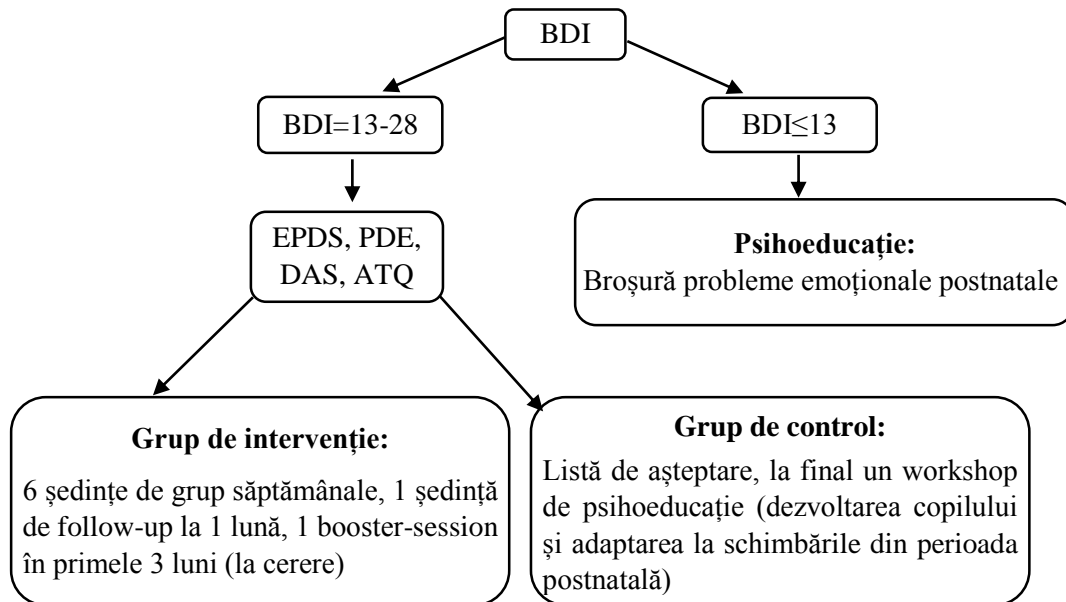 BDI
BDI=13-28
BDI≤13
EPDS, PDE,
DAS, ATQ
Psihoeducație:
Broșură probleme emoționale postnatale
Grup de intervenție:
6 ședințe de grup săptămânale, 1 ședință
de follow-up la 1 lună, 1 booster-session
în primele 3 luni (la cerere)
Grup de control:
Listă de așteptare, la final un workshop
de psihoeducație (dezvoltarea copilului
și adaptarea la schimbările din perioada
postnatală)